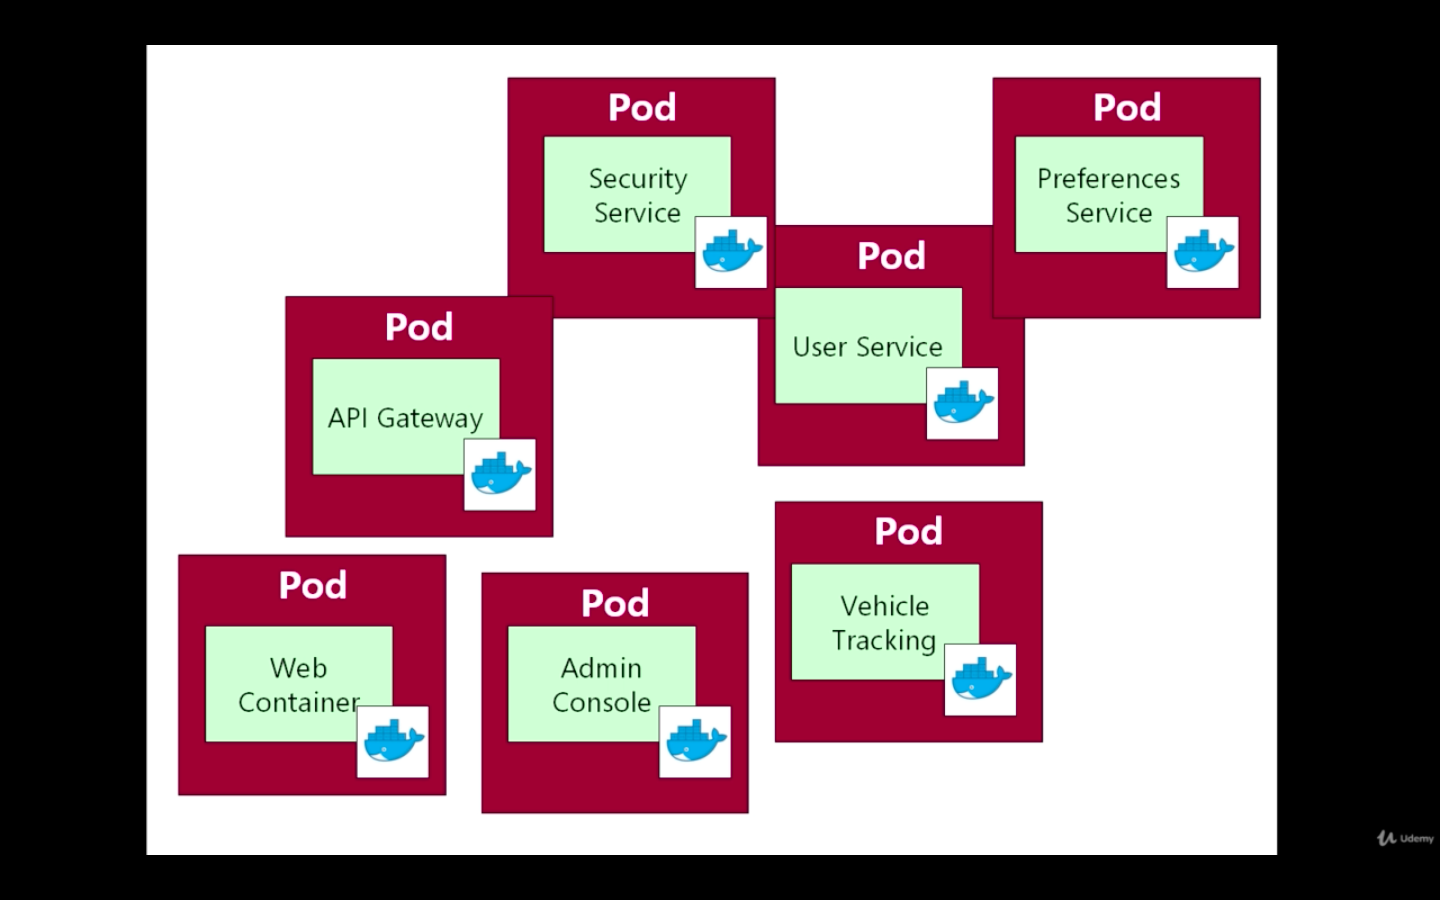 Pod
Security
Service
Pod
Preferences
Service
Pod
User Service
Pod
API Gateway
Pod
Vehicle
Tracking
Pod
Web
Container
Pod
Admin
Console
Udemy